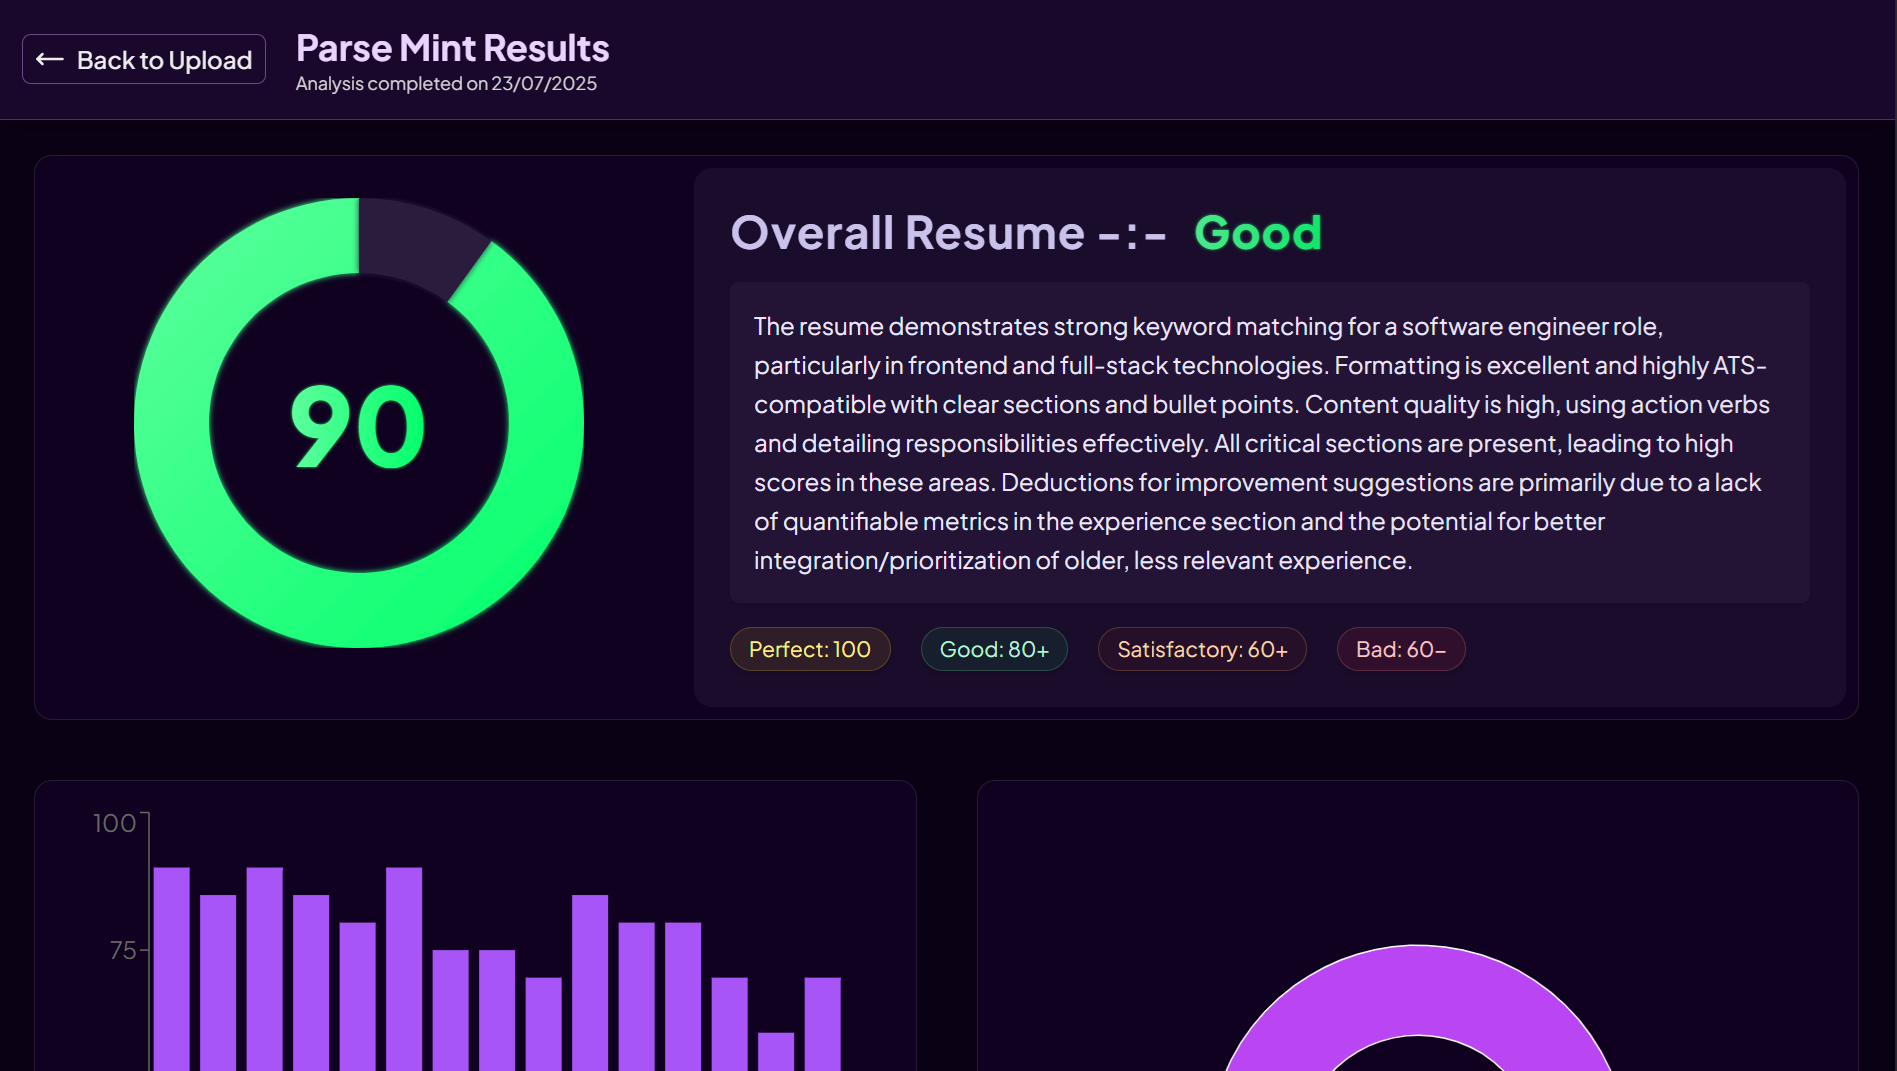 Back to Upload
Parse Mint Results
Analysis completed on 23/07/2025
90
Overall Resume -:- Good
The resume demonstrates strong keyword matching for a software engineer role,
particularly in frontend and full-stack technologies. Formatting is excellent and highly ATS-
compatible with clear sections and bullet points. Content quality is high, using action verbs
and detailing responsibilities effectively. All critical sections are present, leading to high
scores in these areas. Deductions for improvement suggestions are primarily due to a lack
of quantifiable metrics in the experience section and the potential for better
integration/prioritization of older, less relevant experience.
Perfect: 100
Good: 80+
Satisfactory: 60+
Bad: 60-
100
75